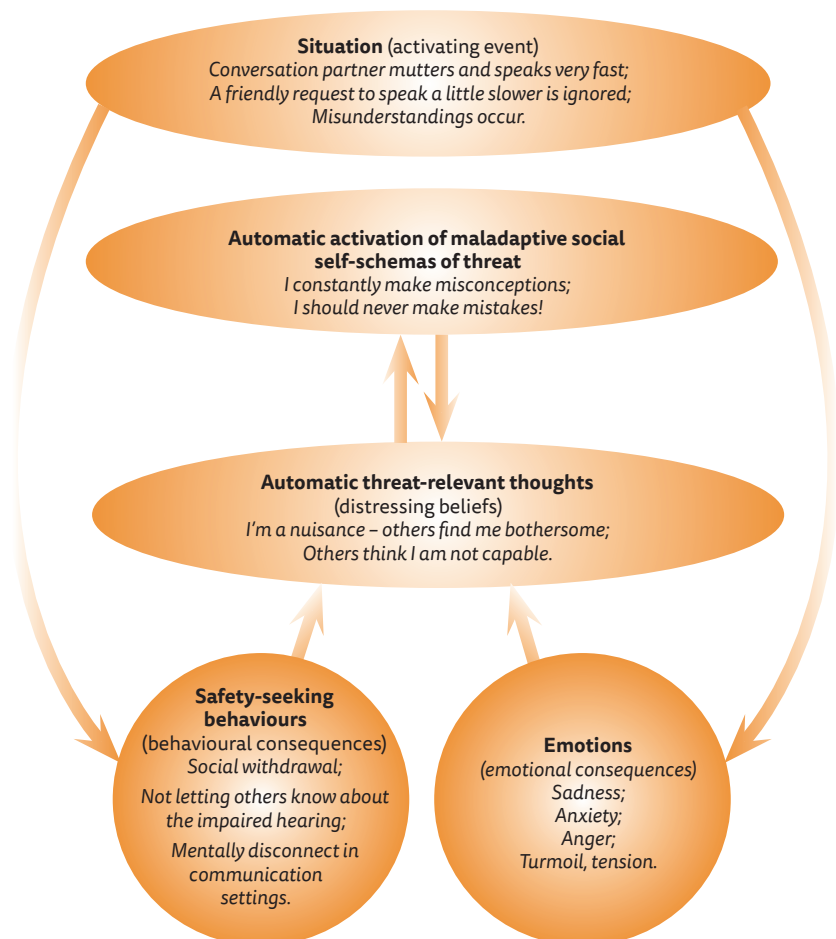 Situation (activating event)
Conversation partner mutters and speaks very fast;
A friendly request to speak a little slower is ignored;
Misunderstandings occur.
Automatic activation of maladaptive social
self-schemas of threat
I constantly make misconceptions;
I should never make mistakes!
Automatic threat-relevant thoughts
(distressing beliefs)
I'm a nuisance – others find me bothersome;
Others think I am not capable.
Safety-seeking
behaviours
(behavioural consequences)
Social withdrawal;
Not letting others know about
the impaired hearing;
Mentally disconnect in
communication
settings.
Emotions
(emotional consequences)
Sadness;
Anxiety;
Anger;
Turmoil, tension.